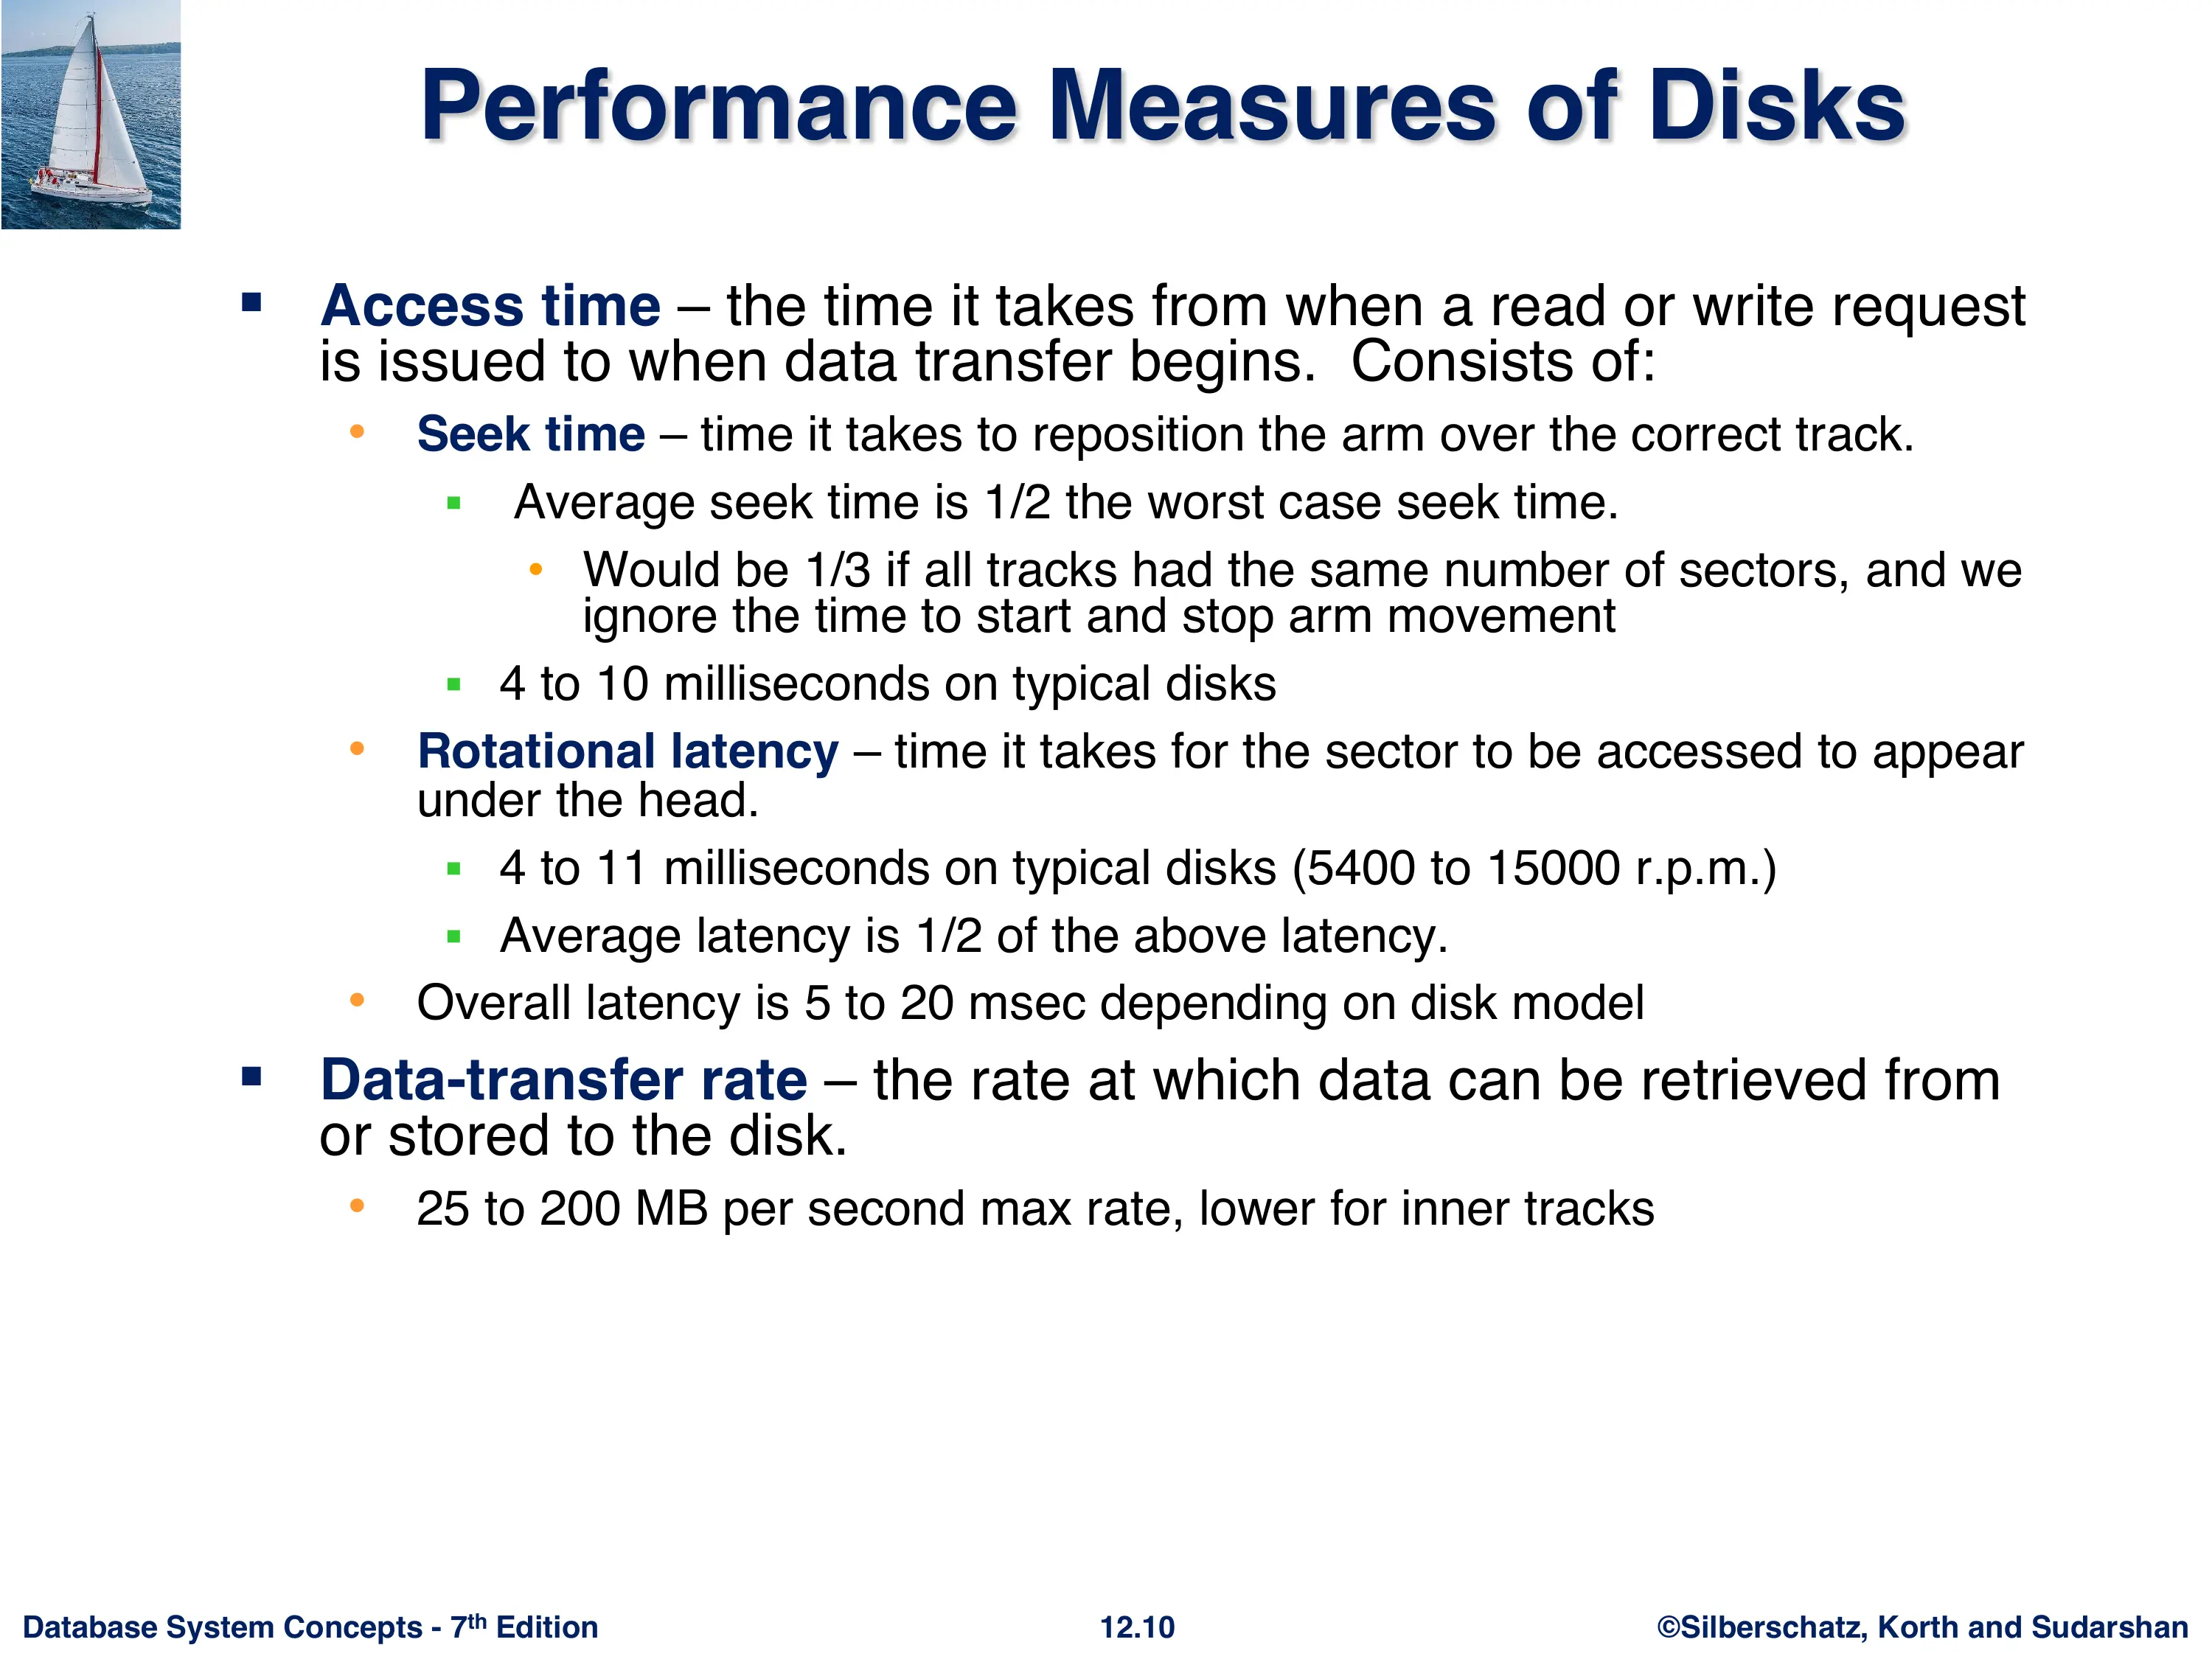 Performance Measures of Disks
▪ Access time – the time it takes from when a read or write request
is issued to when data transfer begins.  Consists of:
• Seek time – time it takes to reposition the arm over the correct track.
▪ Average seek time is 1/2 the worst case seek time.
• Would be 1/3 if all tracks had the same number of sectors, and we
ignore the time to start and stop arm movement
▪ 4 to 10 milliseconds on typical disks
• Rotational latency – time it takes for the sector to be accessed to appear
under the head.
▪ 4 to 11 milliseconds on typical disks (5400 to 15000 r.p.m.)
▪ Average latency is 1/2 of the above latency.
• Overall latency is 5 to 20 msec depending on disk model
▪ Data-transfer rate – the rate at which data can be retrieved from
or stored to the disk.
• 25 to 200 MB per second max rate, lower for inner tracks
Database System Concepts - 7th Edition
12.10
©Silberschatz, Korth and Sudarshan